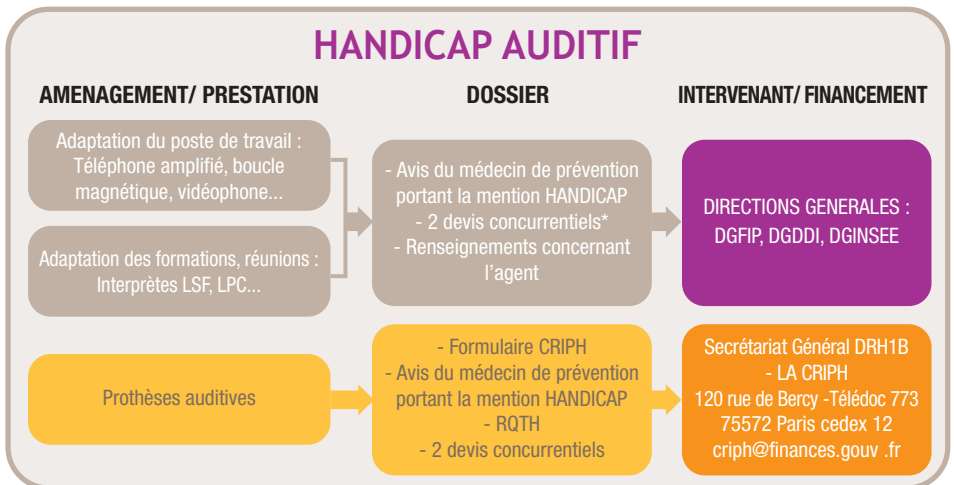 HANDICAP AUDITIF
AMENAGEMENT/ PRESTATION
DOSSIER
INTERVENANT/ FINANCEMENT
Adaptation du poste de travail :
Téléphone amplifié, boucle
magnétique, vidéophone...
Adaptation des formations, réunions :
Interprètes LSF, LPC...
- Avis du médecin de prévention
portant la mention HANDICAP
- 2 devis concurrentiels*
- Renseignements concernant
l'agent
DIRECTIONS GENERALES :
DGFIP, DGDDI, DGINSEE
Prothèses auditives
- Formulaire CRIPH
- Avis du médecin de prévention
portant la mention HANDICAP
- RQTH
- 2 devis concurrentiels
Secrétariat Général DRH1B
- LA CRIPH
120 rue de Bercy -Télédoc 773
75572 Paris cedex 12
criph@finances.gouv .fr